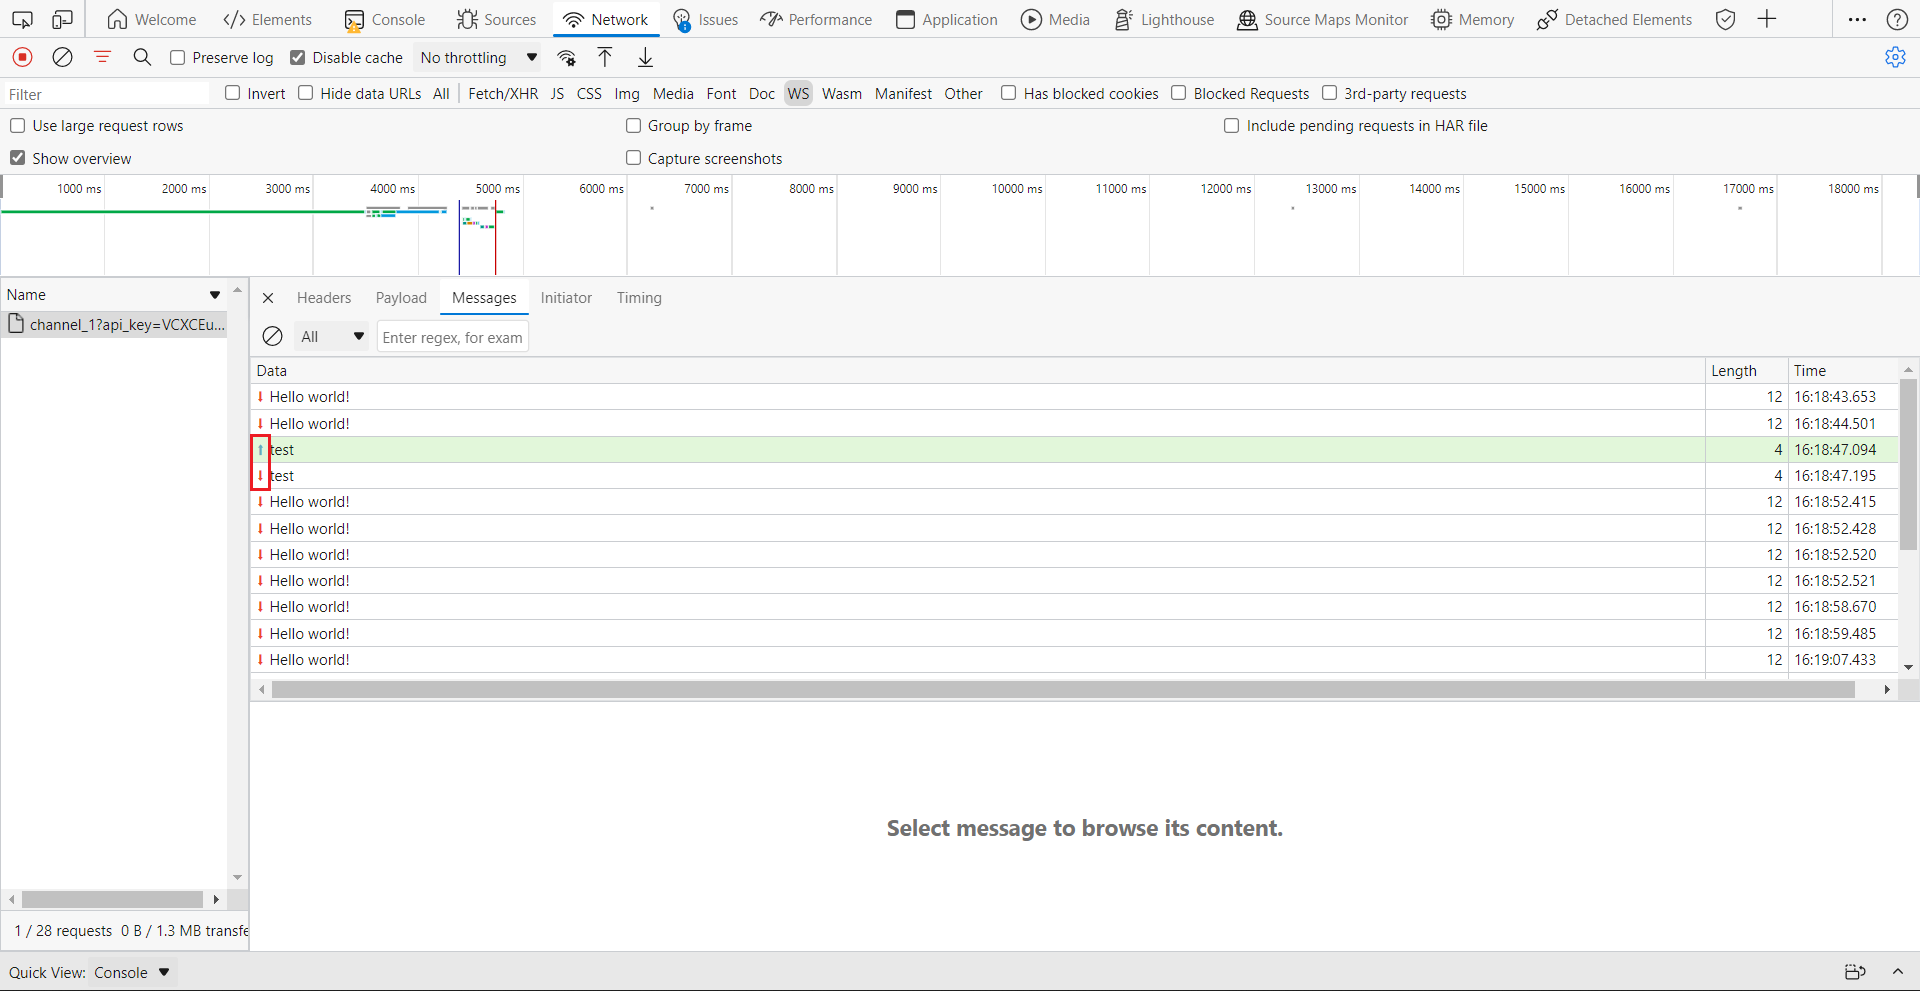 Welcome Elements Console Sources Network Issues Performance Application Media Lighthouse Source Maps Monitor Memory Detached Elements
Preserve log Disable cache No throttling
Filter Invert Hide data URLs All Fetch/XHR JS CSS Img Media Font Doc WS Wasm Manifest Other Has blocked cookies Blocked Requests 3rd-party requests
Use large request rows Group by frame Include pending requests in HAR file
Show overview Capture screenshots
1000 ms 2000 ms 3000 ms 4000 ms 5000 ms 6000 ms 7000 ms 8000 ms 9000 ms 10000 ms 11000 ms 12000 ms 13000 ms 14000 ms 15000 ms 16000 ms 17000 ms 18000 ms
Name
channel_1?api_key=VCXCEu...
Headers Payload Messages Initiator Timing
All Enter regex, for exam
Data Length Time
Hello world! 12 16:18:43.653
Hello world! 12 16:18:44.501
test 4 16:18:47.094
test 4 16:18:47.195
Hello world! 12 16:18:52.415
Hello world! 12 16:18:52.428
Hello world! 12 16:18:52.520
Hello world! 12 16:18:52.521
Hello world! 12 16:18:58.670
Hello world! 12 16:18:59.485
Hello world! 12 16:19:07.433
Select message to browse its content.
1 / 28 requests 0 B / 1.3 MB transfe
Quick View: Console